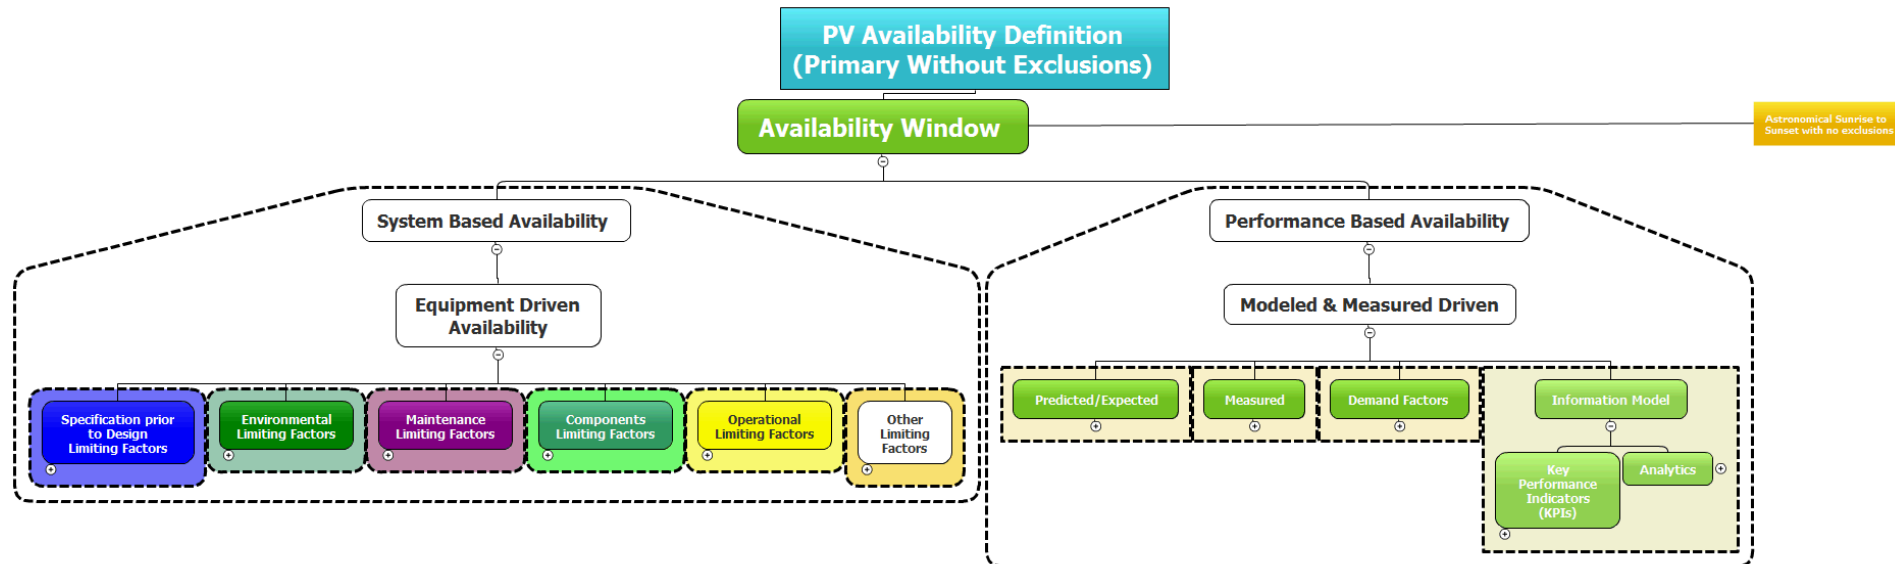 PV Availability Definition
(Primary Without Exclusions)
Availability Window
Astronomical Sunrise to
Sunset with no exclusions
System Based Availability
Performance Based Availability
Equipment Driven
Availability
Modeled & Measured Driven
Specification prior
to Design
Limiting Factors
Environmental
Limiting Factors
Maintenance
Limiting Factors
Components
Limiting Factors
Operational
Limiting Factors
Other
Limiting
Factors
Predicted/Expected
Measured
Demand Factors
Information Model
Key
Performance
Indicators
(KPIs)
Analytics